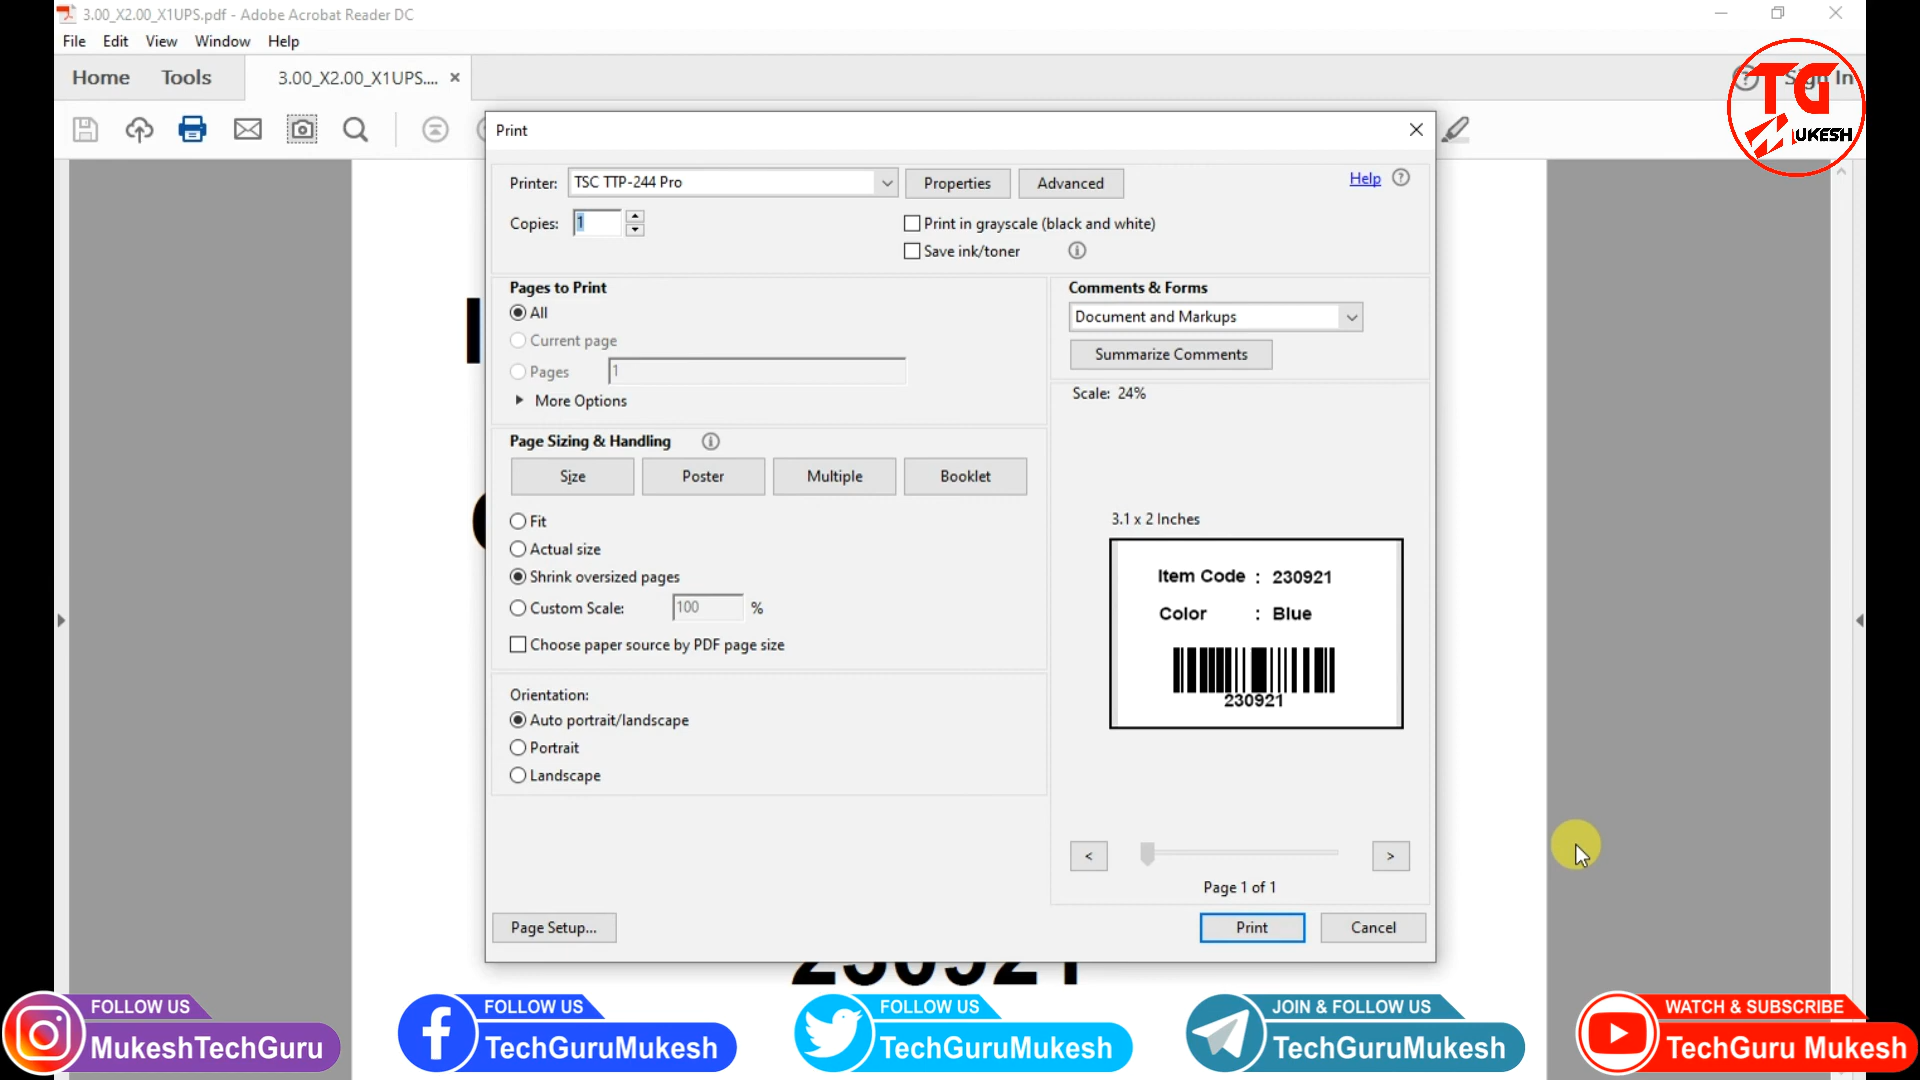 3.00_X2.00_X1UPS.pdf - Adobe Acrobat Reader DC
File Edit View Window Help
Home Tools 3.00_X2.00_X1UPS.... × Sign In
TG
MUKESH
Print
Printer: TSC TTP-244 Pro Properties Advanced Help
Copies: 1 Print in grayscale (black and white)
Save ink/toner
Pages to Print
All
Current page
Pages 1
More Options
Comments & Forms
Document and Markups
Summarize Comments
Scale: 24%
Page Sizing & Handling
Size Poster Multiple Booklet
Fit
Actual size
Shrink oversized pages
Custom Scale: 100 %
Choose paper source by PDF page size
Orientation:
Auto portrait/landscape
Portrait
Landscape
3.1 x 2 Inches
Item Code : 230921
Color : Blue
230921
< >
Page 1 of 1
Page Setup... Print Cancel
230921
FOLLOW US
MukeshTechGuru
FOLLOW US
TechGuruMukesh
FOLLOW US
TechGuruMukesh
JOIN & FOLLOW US
TechGuruMukesh
WATCH & SUBSCRIBE
TechGuru Mukesh